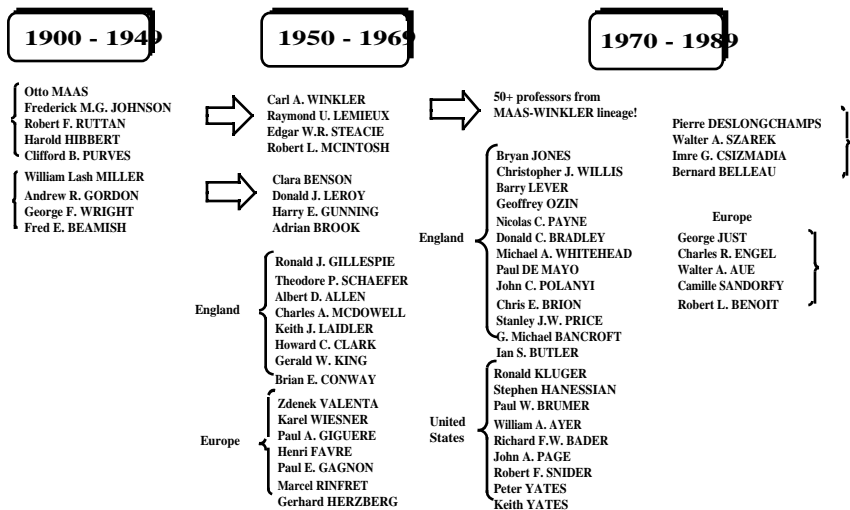 1900 - 1949
Otto MAAS
Frederick M.G. JOHNSON
Robert F. RUTTAN
Harold HIBBERT
Clifford B. PURVES
William Lash MILLER
Andrew R. GORDON
George F. WRIGHT
Fred E. BEAMISH
1950 - 1969
Carl A. WINKLER
Raymond U. LEMIEUX
Edgar W.R. STEACIE
Robert L. MCINTOSH
Clara BENSON
Donald J. LEROY
Harry E. GUNNING
Adrian BROOK
England
Ronald J. GILLESPIE
Theodore P. SCHAEFER
Albert D. ALLEN
Charles A. MCDOWELL
Keith J. LAIDLER
Howard C. CLARK
Gerald W. KING
Brian E. CONWAY
Europe
Zdenek VALENTA
Karel WIESNER
Paul A. GIGUERE
Henri FAVRE
Paul E. GAGNON
Marcel RINFRET
Gerhard HERZBERG
1970 - 1989
50+ professors from
MAAS-WINKLER lineage!
England
Bryan JONES
Christopher J. WILLIS
Barry LEVER
Geoffrey OZIN
Nicolas C. PAYNE
Donald C. BRADLEY
Michael A. WHITEHEAD
Paul DE MAYO
John C. POLANYI
Chris E. BRION
Stanley J.W. PRICE
G. Michael BANCROFT
Ian S. BUTLER
United
States
Ronald KLUGER
Stephen HANESSIAN
Paul W. BRUMER
William A. AYER
Richard F.W. BADER
John A. PAGE
Robert F. SNIDER
Peter YATES
Keith YATES
Pierre DESLONGCHAMPS
Walter A. SZAREK
Imre G. CSIZMADIA
Bernard BELLEAU
Europe
George JUST
Charles R. ENGEL
Walter A. AUE
Camille SANDORFY
Robert L. BENOIT